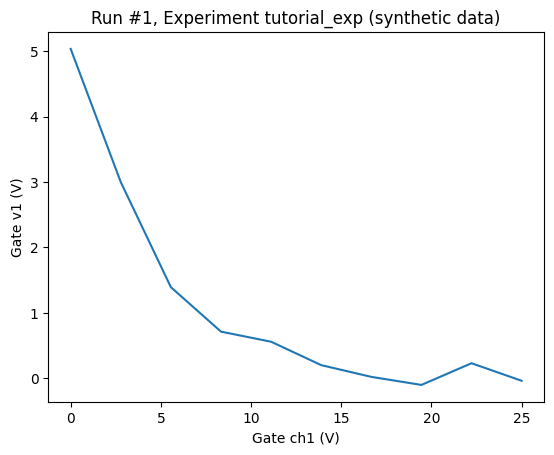 Run #1, Experiment tutorial_exp (synthetic data)
5
4
3
2
1
0
Gate v1 (V)
0 5 10 15 20 25
Gate ch1 (V)